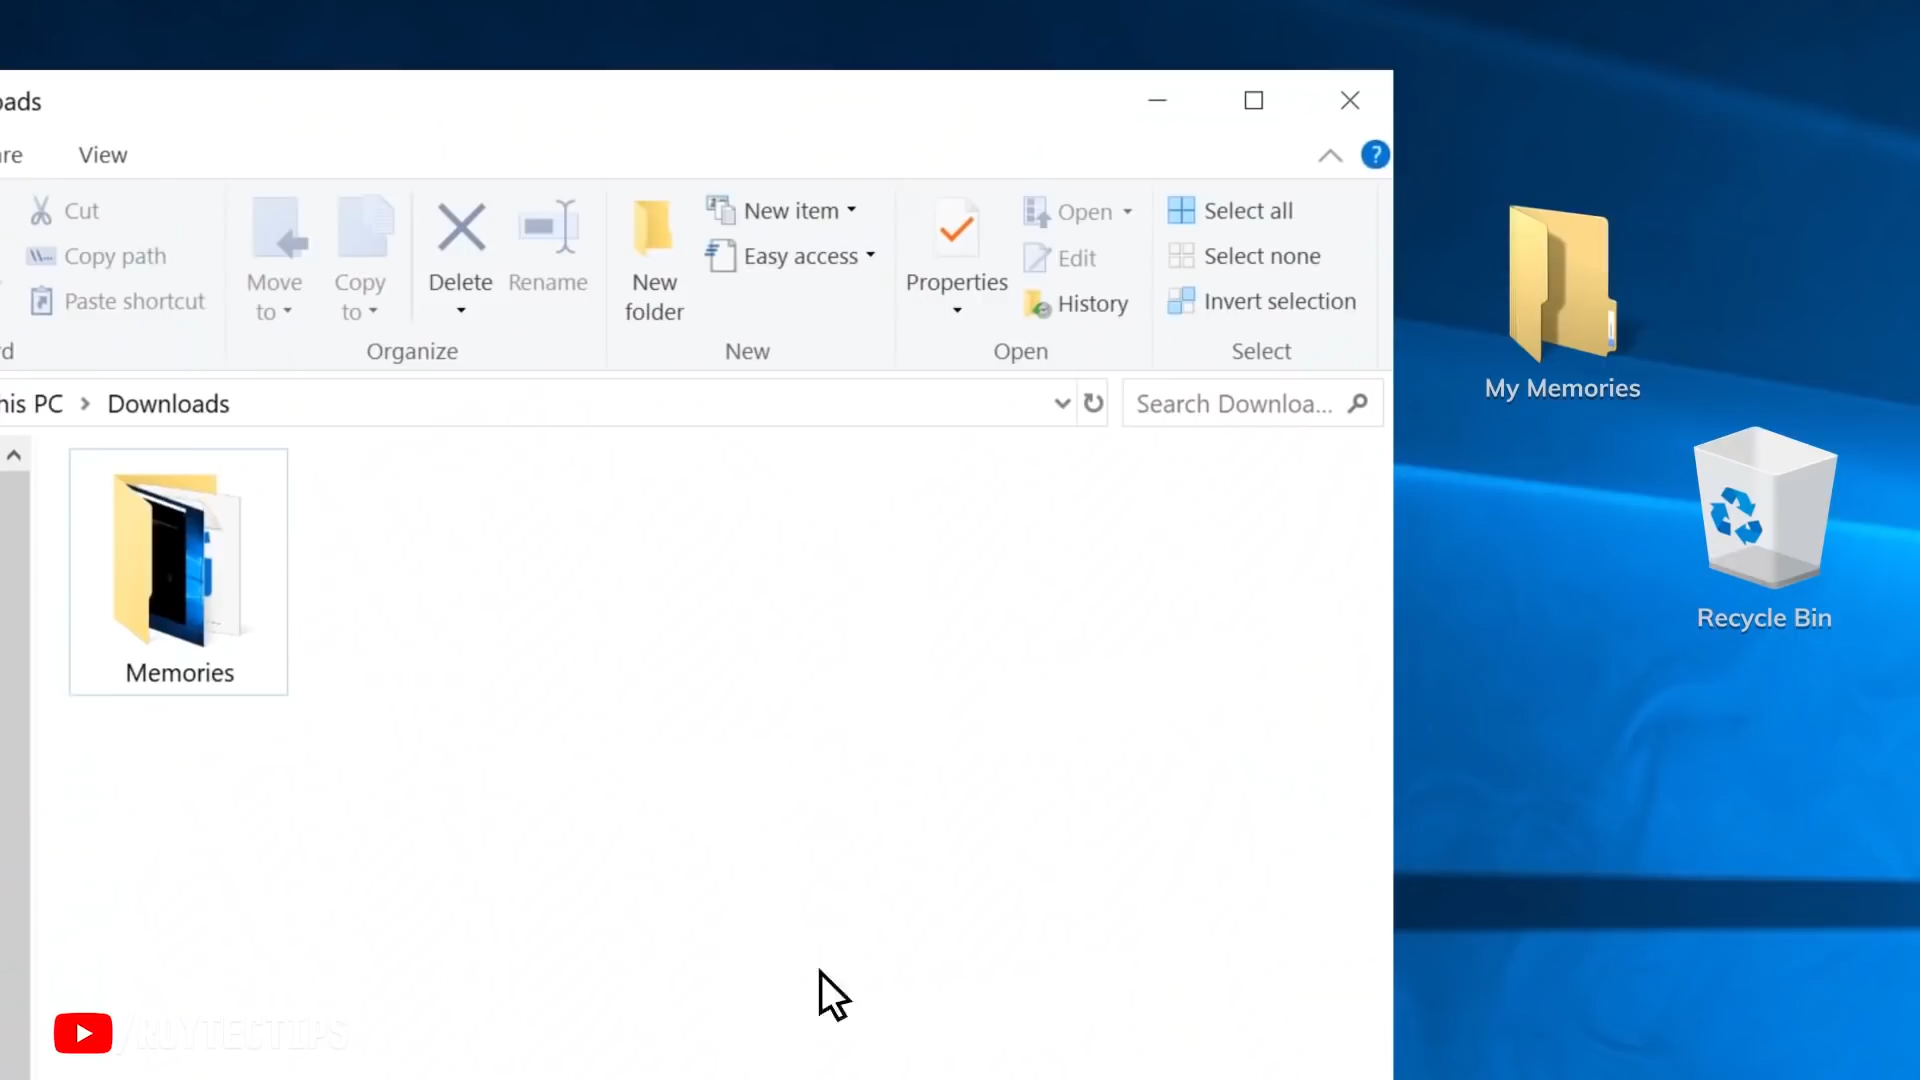 oads
re
View
Cut
Copy path
Paste shortcut
d
Move
to
Copy
to
Delete
Rename
Organize
New
folder
New item
Easy access
New
Properties
Open
Edit
History
Open
Select all
Select none
Invert selection
Select
?
his PC > Downloads
Search Downloa...
Memories
My Memories
Recycle Bin
/ROYTECTIPS